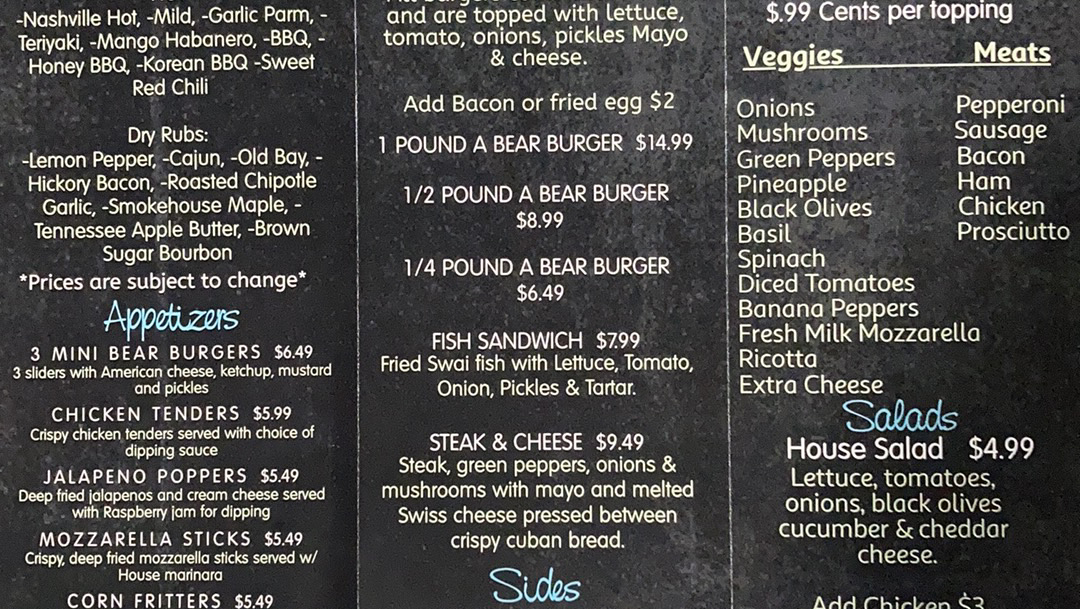 -Nashville Hot, -Mild, -Garlic Parm, -
Teriyaki, -Mango Habanero, -BBQ, -
Honey BBQ, -Korean BBQ -Sweet
Red Chili
Dry Rubs:
-Lemon Pepper, -Cajun, -Old Bay, -
Hickory Bacon, -Roasted Chipotle
Garlic, -Smokehouse Maple, -
Tennessee Apple Butter, -Brown
Sugar Bourbon
*Prices are subject to change*
Appetizers
3 MINI BEAR BURGERS $6.49
3 sliders with American cheese, ketchup, mustard
and pickles
CHICKEN TENDERS $5.99
Crispy chicken tenders served with choice of
dipping sauce
JALAPENO POPPERS $5.49
Deep fried jalapenos and cream cheese served
with Raspberry jam for dipping
MOZZARELLA STICKS $5.49
Crispy, deep fried mozzarella sticks served w/
House marinara
CORN FRITTERS $5.49
and are topped with lettuce,
tomato, onions, pickles Mayo
& cheese.
Add Bacon or fried egg $2
1 POUND A BEAR BURGER $14.99
1/2 POUND A BEAR BURGER
$8.99
1/4 POUND A BEAR BURGER
$6.49
FISH SANDWICH $7.99
Fried Swai fish with Lettuce, Tomato,
Onion, Pickles & Tartar.
STEAK & CHEESE $9.49
Steak, green peppers, onions &
mushrooms with mayo and melted
Swiss cheese pressed between
crispy cuban bread.
Sides
$.99 Cents per topping
Veggies Meats
Onions Pepperoni
Mushrooms Sausage
Green Peppers Bacon
Pineapple Ham
Black Olives Chicken
Basil Prosciutto
Spinach
Diced Tomatoes
Banana Peppers
Fresh Milk Mozzarella
Ricotta
Extra Cheese
Salads
House Salad $4.99
Lettuce, tomatoes,
onions, black olives
cucumber & cheddar
cheese.
Add Chicken $3